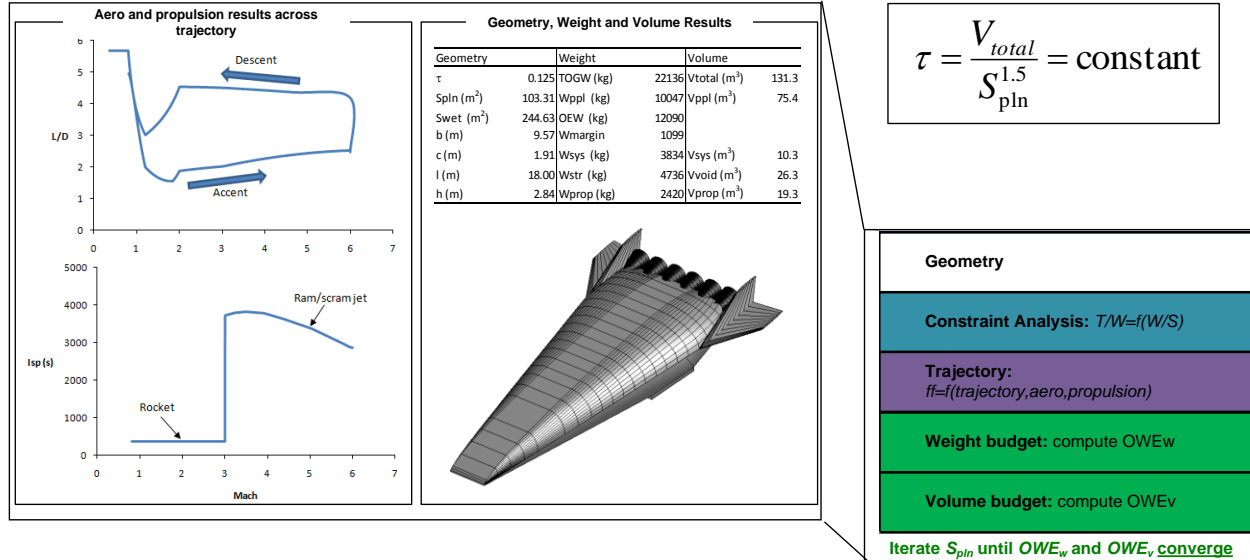 Aero and propulsion results across
trajectory
6
5
4
3
2
1
0
L/D
Descent
Accent
0 1 2 3 4 5 6 7
5000
4000
3000
2000
1000
0
Isp (s)
Ram/scram jet
Rocket
0 1 2 3 4 5 6 7
Mach
Geometry, Weight and Volume Results
Geometry Weight Volume
τ 0.125 TOGW (kg) 22136 Vtotal (m³) 131.3
Spln (m²) 103.31 Wppl (kg) 10047 Vppl (m³) 75.4
Swet (m²) 244.63 OEW (kg) 12090
b (m) 9.57 Wmargin 1099
c (m) 1.91 Wsys (kg) 3834 Vsys (m³) 10.3
l (m) 18.00 Wstr (kg) 4736 Vvoid (m³) 26.3
h (m) 2.84 Wprop (kg) 2420 Vprop (m³) 19.3
τ = V_total / S_pln^1.5 = constant
Geometry
Constraint Analysis: T/W=f(W/S)
Trajectory:
ff=f(trajectory,aero,propulsion)
Weight budget: compute OWEw
Volume budget: compute OWEv
Iterate Spln until OWEw and OWEv converge